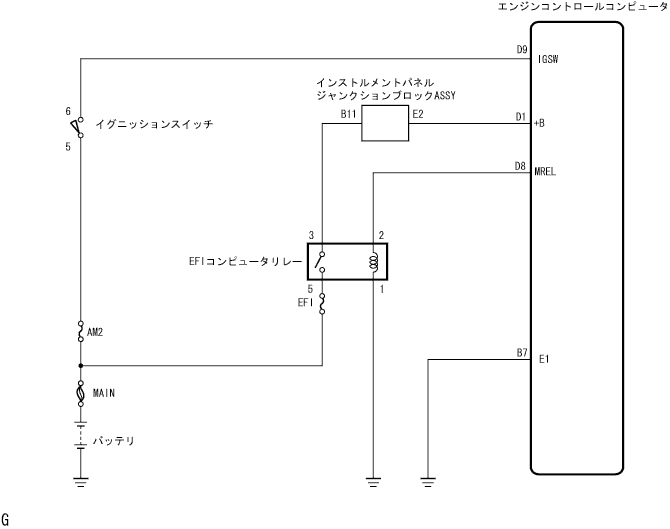 エンジンコントロールコンピュータ
D9
IGSW
インストルメントパネル
ジャンクションブロックASSY
6
イグニッションスイッチ
5
B11
E2
D1
+B
D8
MREL
3
2
EFIコンピュータリレー
5
1
EFI
AM2
B7
E1
MAIN
バッテリ
G